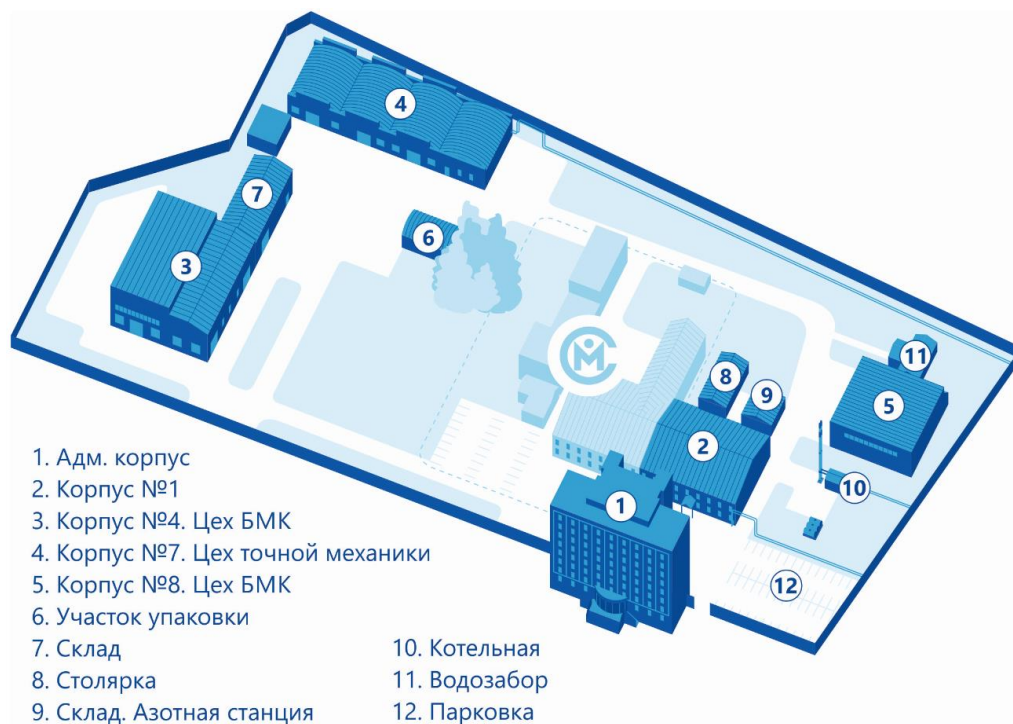 4
7
6
3
11
8
5
9
2
10
1
12
1. Адм. корпус
2. Корпус №1
3. Корпус №4. Цех БМК
4. Корпус №7. Цех точной механики
5. Корпус №8. Цех БМК
6. Участок упаковки
7. Склад
8. Столярка
9. Склад. Азотная станция
10. Котельная
11. Водозабор
12. Парковка